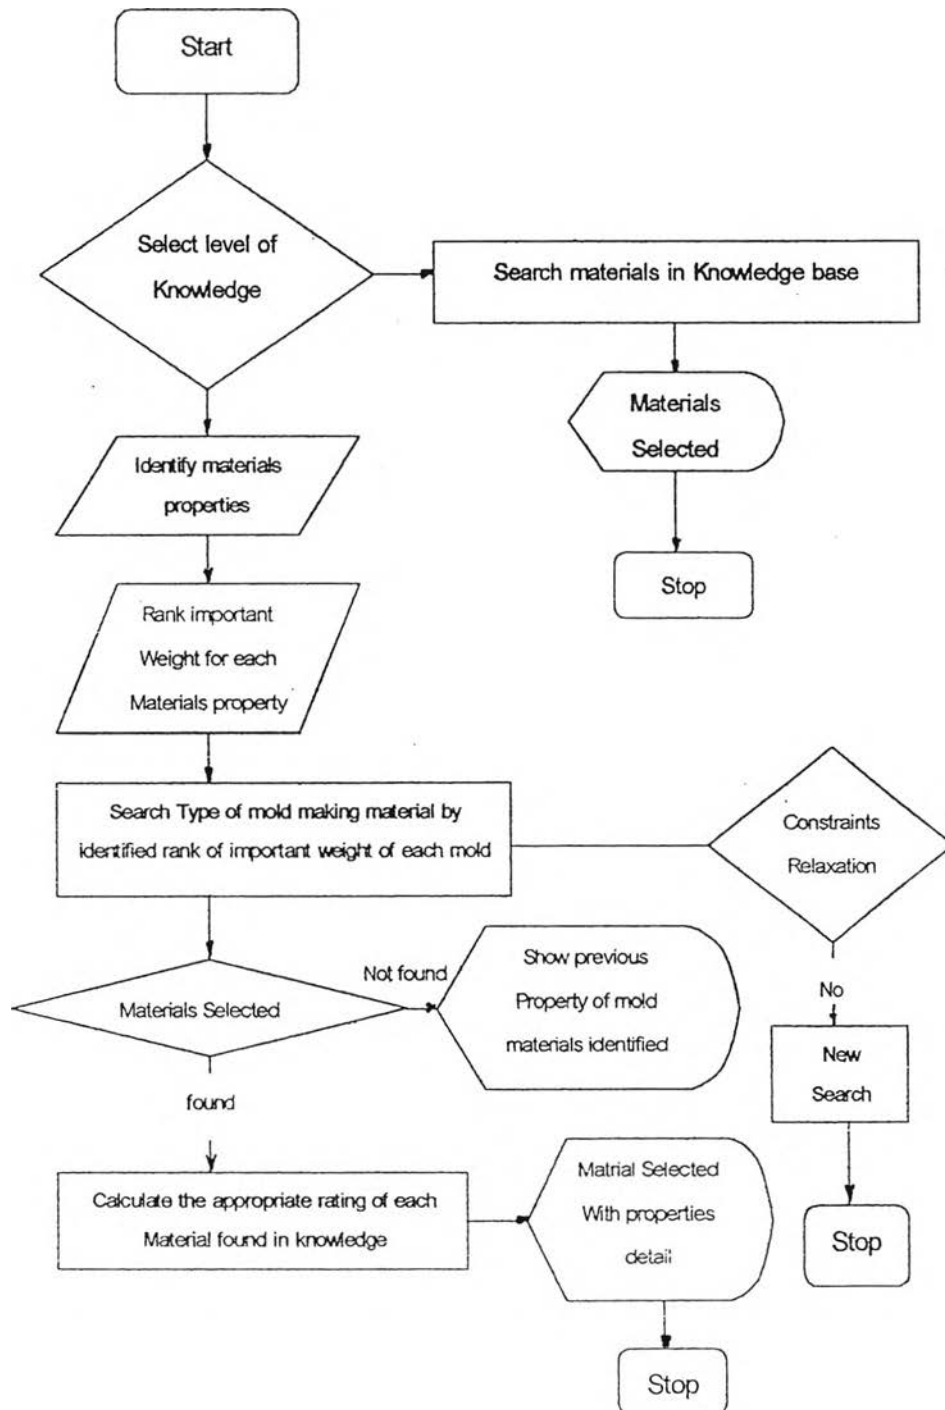 Start
Select level of
Knowledge
Search materials in Knowledge base
Materials
Selected
Stop
Identify materials
properties
Rank important
Weight for each
Materials property
Search Type of mold making material by
identified rank of important weight of each mold
Constraints
Relaxation
No
New
Search
Stop
Materials Selected
Not found
Show previous
Property of mold
materials identified
found
Calculate the appropriate rating of each
Material found in knowledge
Matrial Selected
With properties
detail
Stop